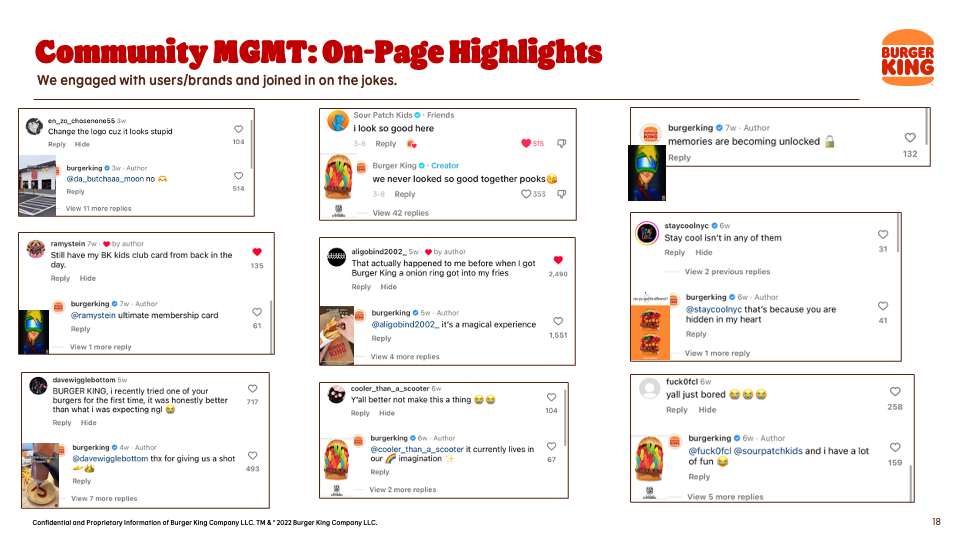 Community MGMT: On-Page Highlights
We engaged with users/brands and joined in on the jokes.
BURGER
KING
en_zo_chosenone55 3w
Change the logo cuz it looks stupid
Reply Hide
104
burgerking 3w · Author
@da_butchaaa_moon no 🫶
Reply
514
View 11 more replies
ramystein 7w · ❤️ by author
Still have my BK kids club card from back in the
day.
135
Reply Hide
burgerking 7w · Author
@ramystein ultimate membership card
61
Reply
View 1 more reply
davewigglebottom 5w
BURGER KING, i recently tried one of your
burgers for the first time, it was honestly better
than what i was expecting ngl 😭
717
Reply Hide
burgerking 4w · Author
@davewigglebottom thx for giving us a shot
🫴👑
493
Reply
View 7 more replies
Sour Patch Kids · Friends
i look so good here
3-8 Reply
515
Burger King · Creator
we never looked so good together pooks😘
3-8 Reply
353
View 42 replies
aligobind2002_ 5w · ❤️ by author
That actually happened to me before when I got
Burger King a onion ring got into my fries
2,490
Reply Hide
burgerking 5w · Author
@aligobind2002_ it's a magical experience
Reply
1,551
View 4 more replies
cooler_than_a_scooter 6w
Y'all better not make this a thing 😭😭
104
Reply Hide
burgerking 6w · Author
@cooler_than_a_scooter it currently lives in
our 🌈 imagination ✨
67
Reply
View 2 more replies
burgerking 7w · Author
memories are becoming unlocked 🔓
Reply
132
staycoolnyc 6w
Stay cool isn't in any of them
31
Reply Hide
View 2 previous replies
burgerking 6w · Author
@staycoolnyc that's because you are
hidden in my heart
41
Reply
View 1 more reply
fuck0fcl 6w
yall just bored 😭😭😭
258
Reply Hide
burgerking 6w · Author
@fuck0fcl @sourpatchkids and i have a lot
of fun 😂
159
Reply
View 5 more replies
Confidential and Proprietary Information of Burger King Company LLC. TM & ® 2022 Burger King Company LLC.
18